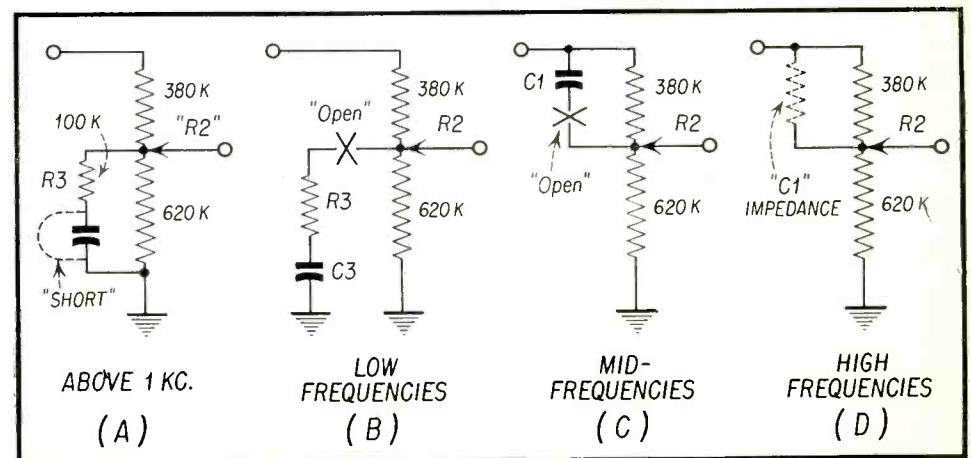 380 K
100 K
"R2"
R3
620 K
"SHORT"
ABOVE 1 KC.
(A)
"Open"
380 K
R2
R3
620 K
C3
LOW
FREQUENCIES
(B)
C1
380 K
R2
"Open"
620 K
MID-
FREQUENCIES
(C)
380 K
R2
"C1"
IMPEDANCE
620 K
HIGH
FREQUENCIES
(D)